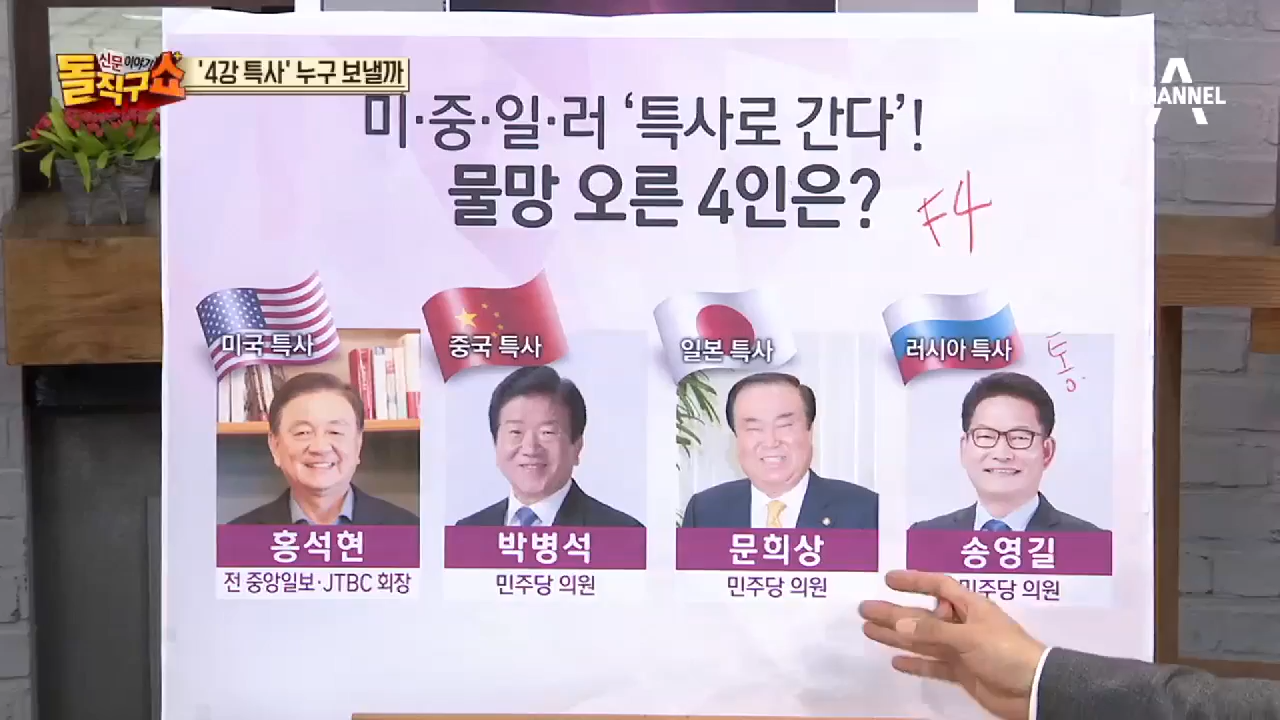 신문이야기
돌직구쇼
'4강 특사' 누구 보낼까
CHANNEL A
미·중·일·러 '특사로 간다'!
물망 오른 4인은?
F4
미국 특사
중국 특사
일본 특사
러시아 특사
통.
홍석현
박병석
문희상
송영길
전 중앙일보·JTBC 회장
민주당 의원
민주당 의원
민주당 의원